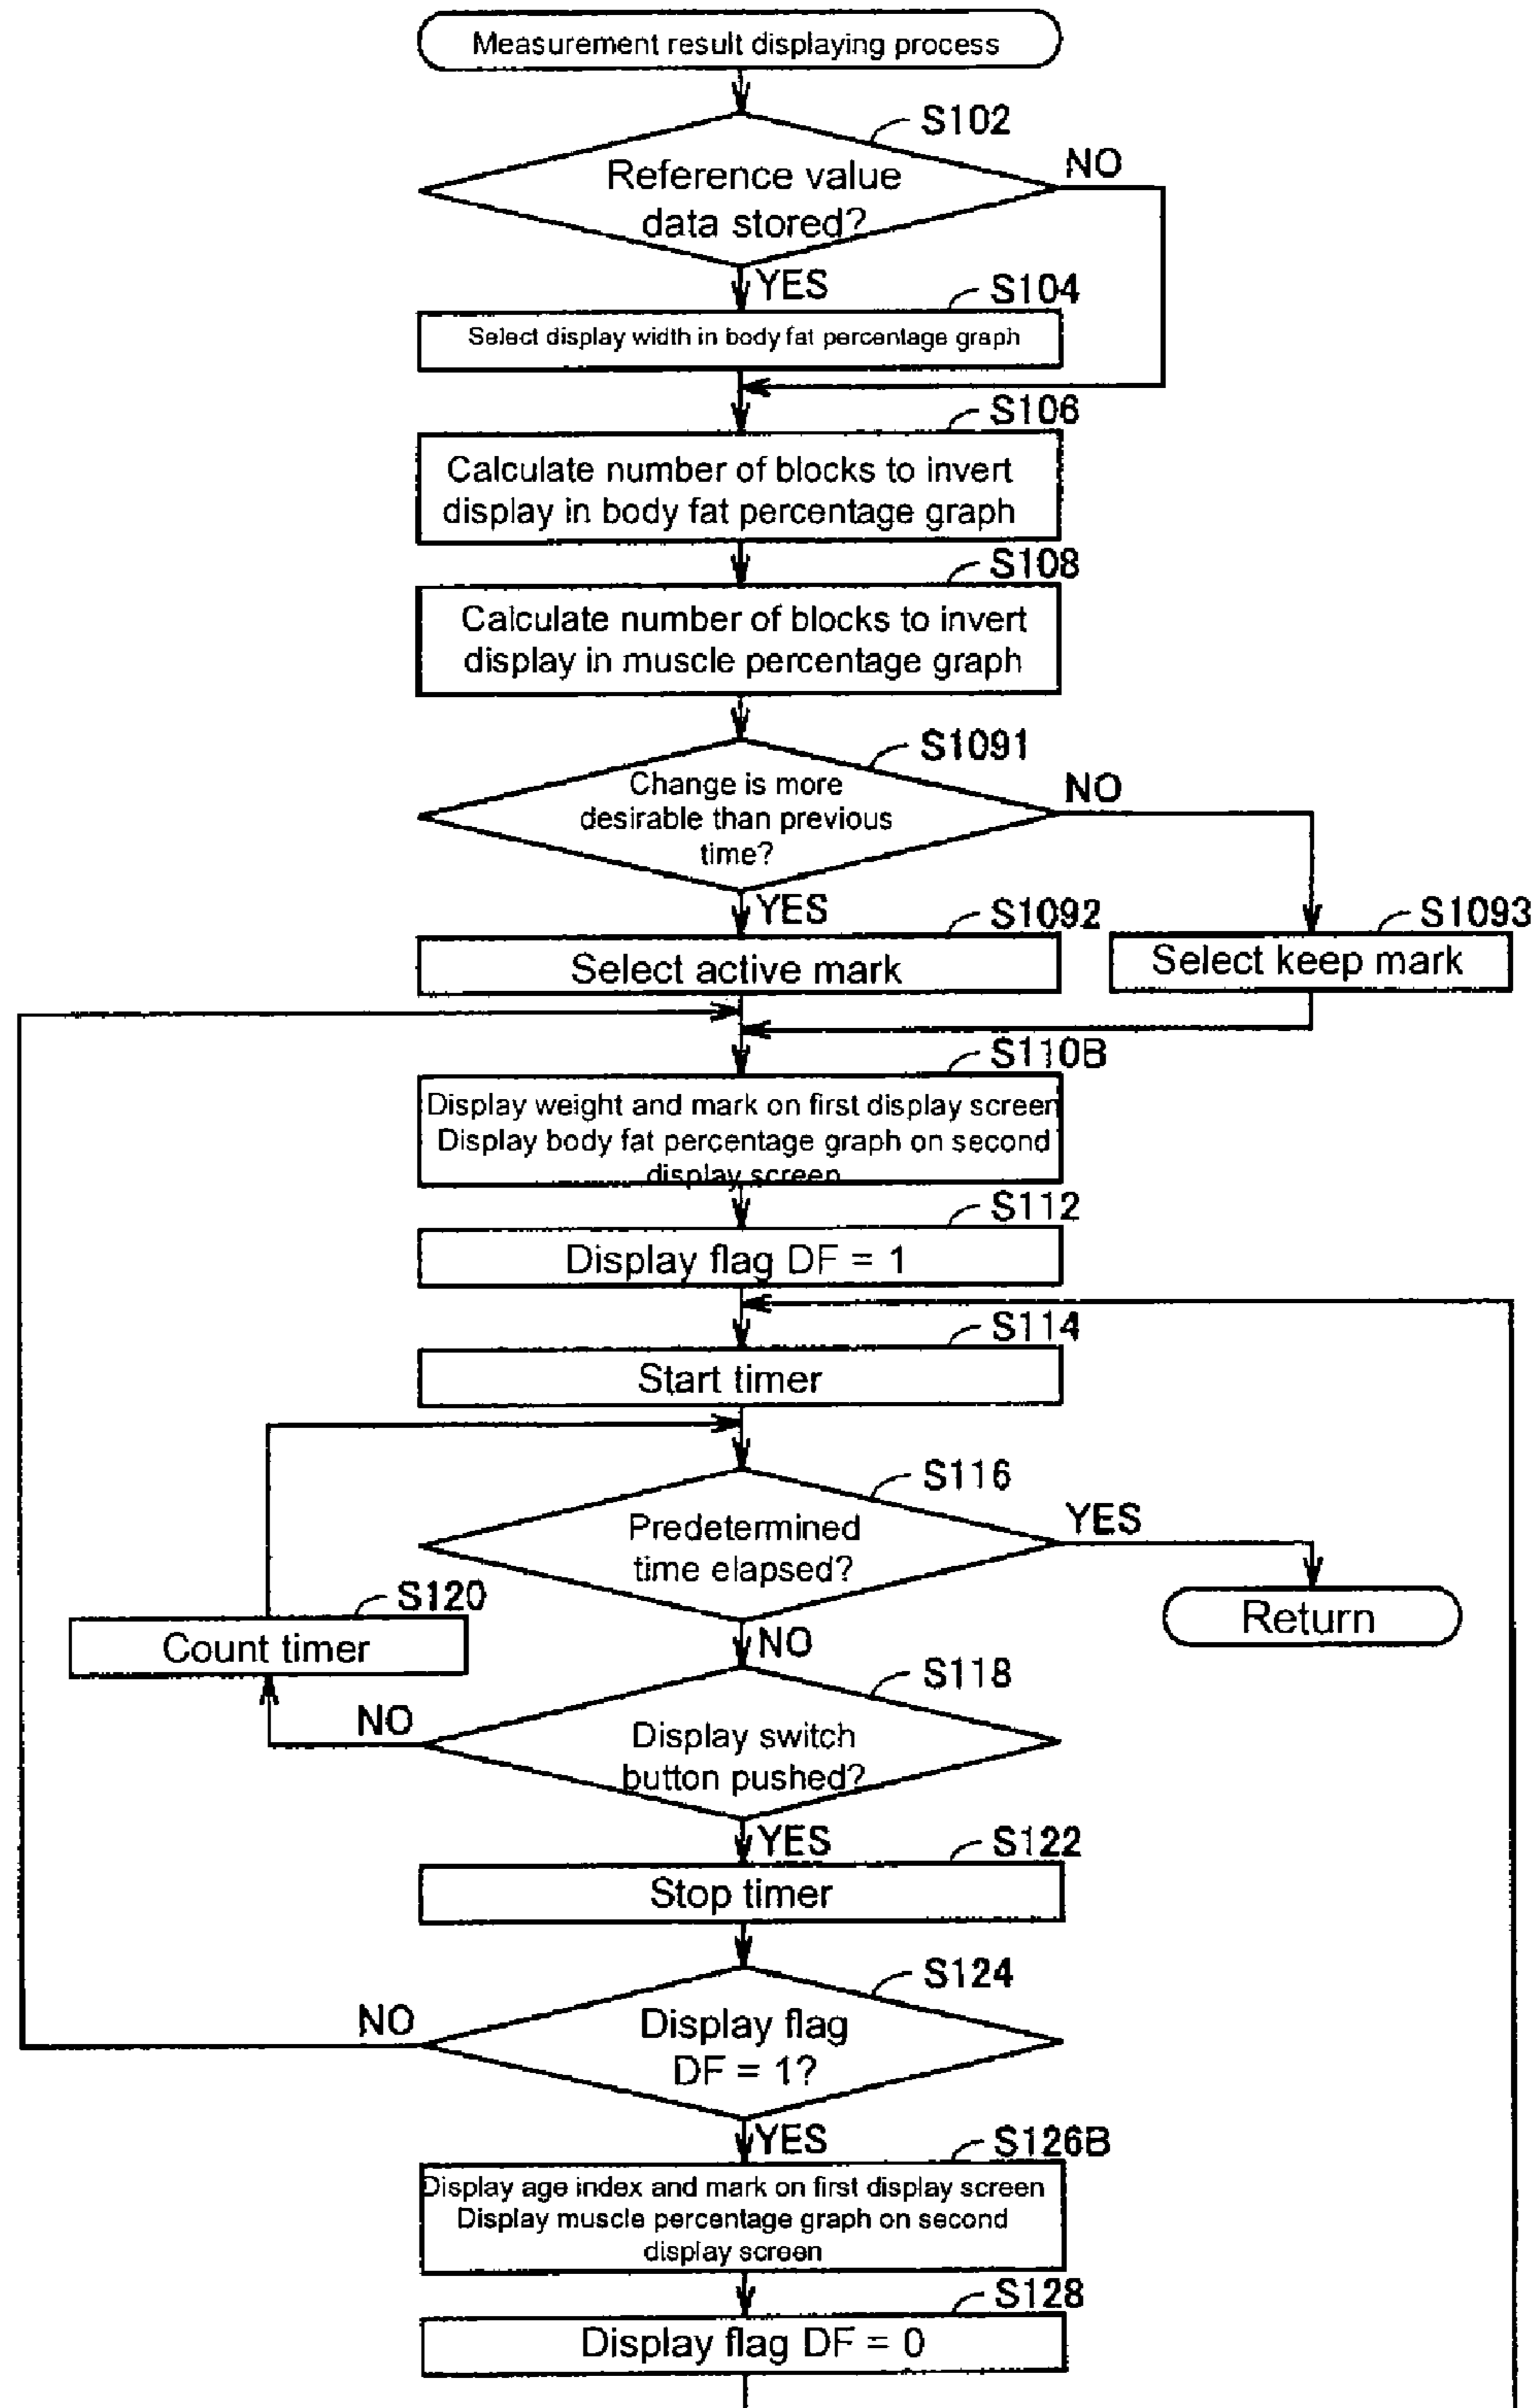 Measurement result displaying process
S102
Reference value
data stored?
NO
YES
S104
Select display width in body fat percentage graph
S106
Calculate number of blocks to invert
display in body fat percentage graph
S108
Calculate number of blocks to invert
display in muscle percentage graph
S1091
Change is more
desirable than previous
time?
NO
YES
S1092
Select active mark
S1093
Select keep mark
S110B
Display weight and mark on first display screen
Display body fat percentage graph on second
display screen
S112
Display flag DF = 1
S114
Start timer
S116
Predetermined
time elapsed?
YES
Return
S120
Count timer
NO
S118
Display switch
button pushed?
NO
YES
S122
Stop timer
S124
Display flag
DF = 1?
NO
YES
S126B
Display age index and mark on first display screen
Display muscle percentage graph on second
display screen
S128
Display flag DF = 0